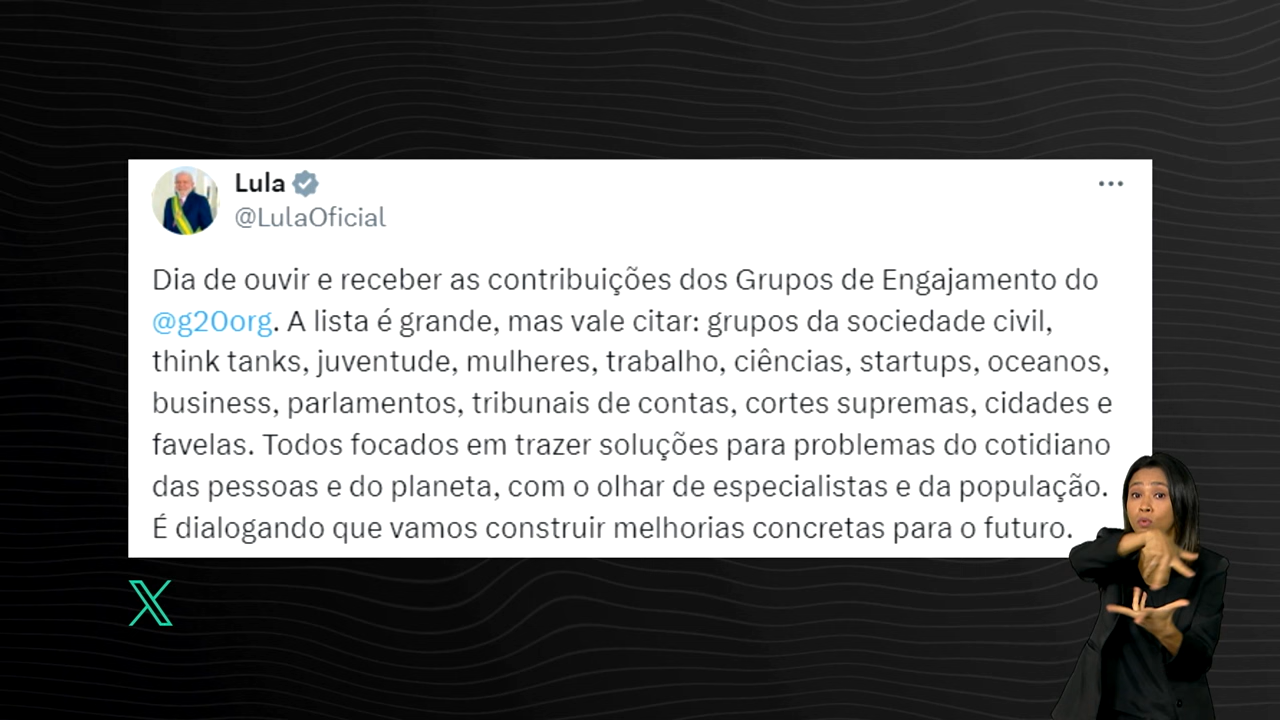 Lula
@LulaOficial
Dia de ouvir e receber as contribuições dos Grupos de Engajamento do
@g20org. A lista é grande, mas vale citar: grupos da sociedade civil,
think tanks, juventude, mulheres, trabalho, ciências, startups, oceanos,
business, parlamentos, tribunais de contas, cortes supremas, cidades e
favelas. Todos focados em trazer soluções para problemas do cotidiano
das pessoas e do planeta, com o olhar de especialistas e da população.
É dialogando que vamos construir melhorias concretas para o futuro.